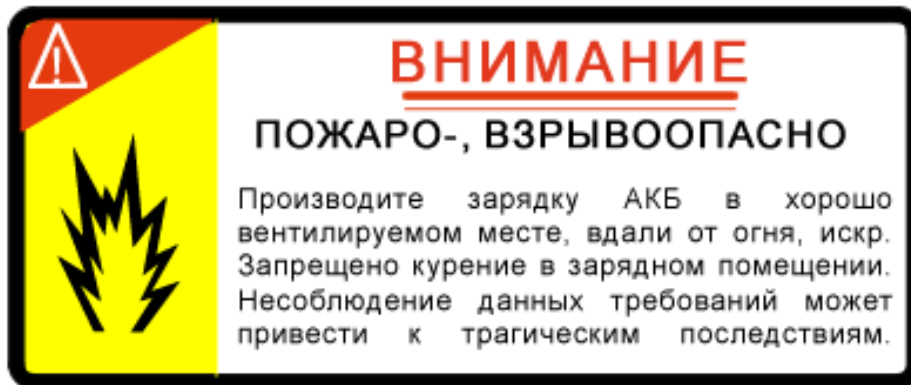 ВНИМАНИЕ
ПОЖАРО-, ВЗРЫВООПАСНО
Производите зарядку АКБ в хорошо
вентилируемом месте, вдали от огня, искр.
Запрещено курение в зарядном помещении.
Несоблюдение данных требований может
привести к трагическим последствиям.